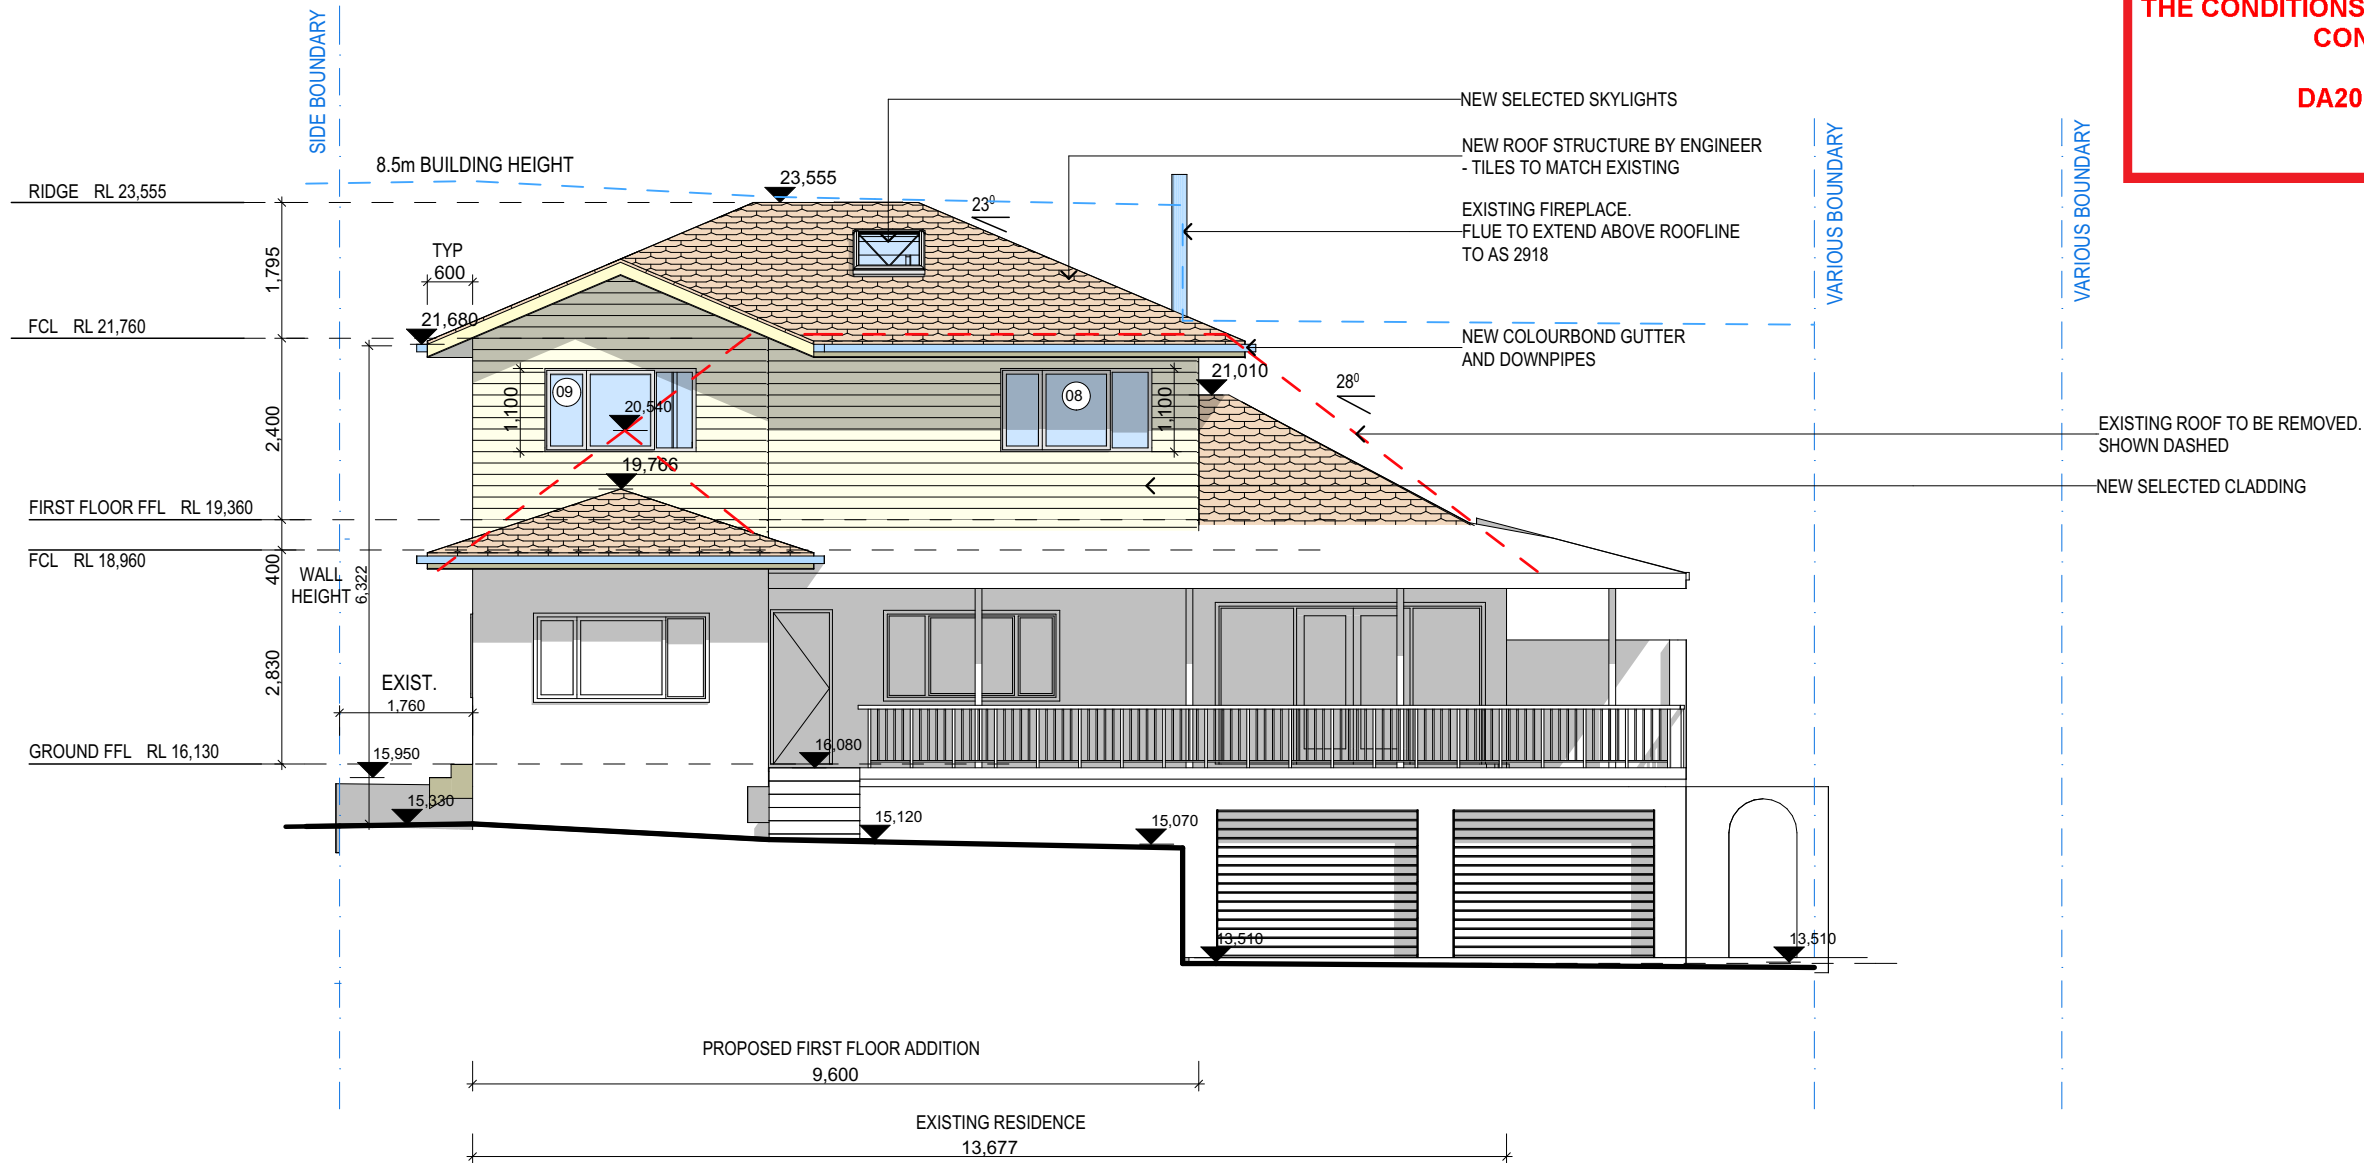 THE CONDITIONS
CON
DA20
SIDE BOUNDARY
8.5m BUILDING HEIGHT
RIDGE RL 23,555
23,555
23⁰
NEW SELECTED SKYLIGHTS
NEW ROOF STRUCTURE BY ENGINEER
- TILES TO MATCH EXISTING
EXISTING FIREPLACE.
FLUE TO EXTEND ABOVE ROOFLINE
TO AS 2918
VARIOUS BOUNDARY
VARIOUS BOUNDARY
TYP
600
1,795
FCL RL 21,760
21,680
NEW COLOURBOND GUTTER
AND DOWNPIPES
21,010
28⁰
09
08
1,100
1,100
20,540
2,400
EXISTING ROOF TO BE REMOVED.
SHOWN DASHED
19,766
NEW SELECTED CLADDING
FIRST FLOOR FFL RL 19,360
FCL RL 18,960
400
WALL
HEIGHT
6,322
2,830
EXIST.
1,760
GROUND FFL RL 16,130
15,950
16,080
15,330
15,120
15,070
13,510
13,510
PROPOSED FIRST FLOOR ADDITION
9,600
EXISTING RESIDENCE
13,677